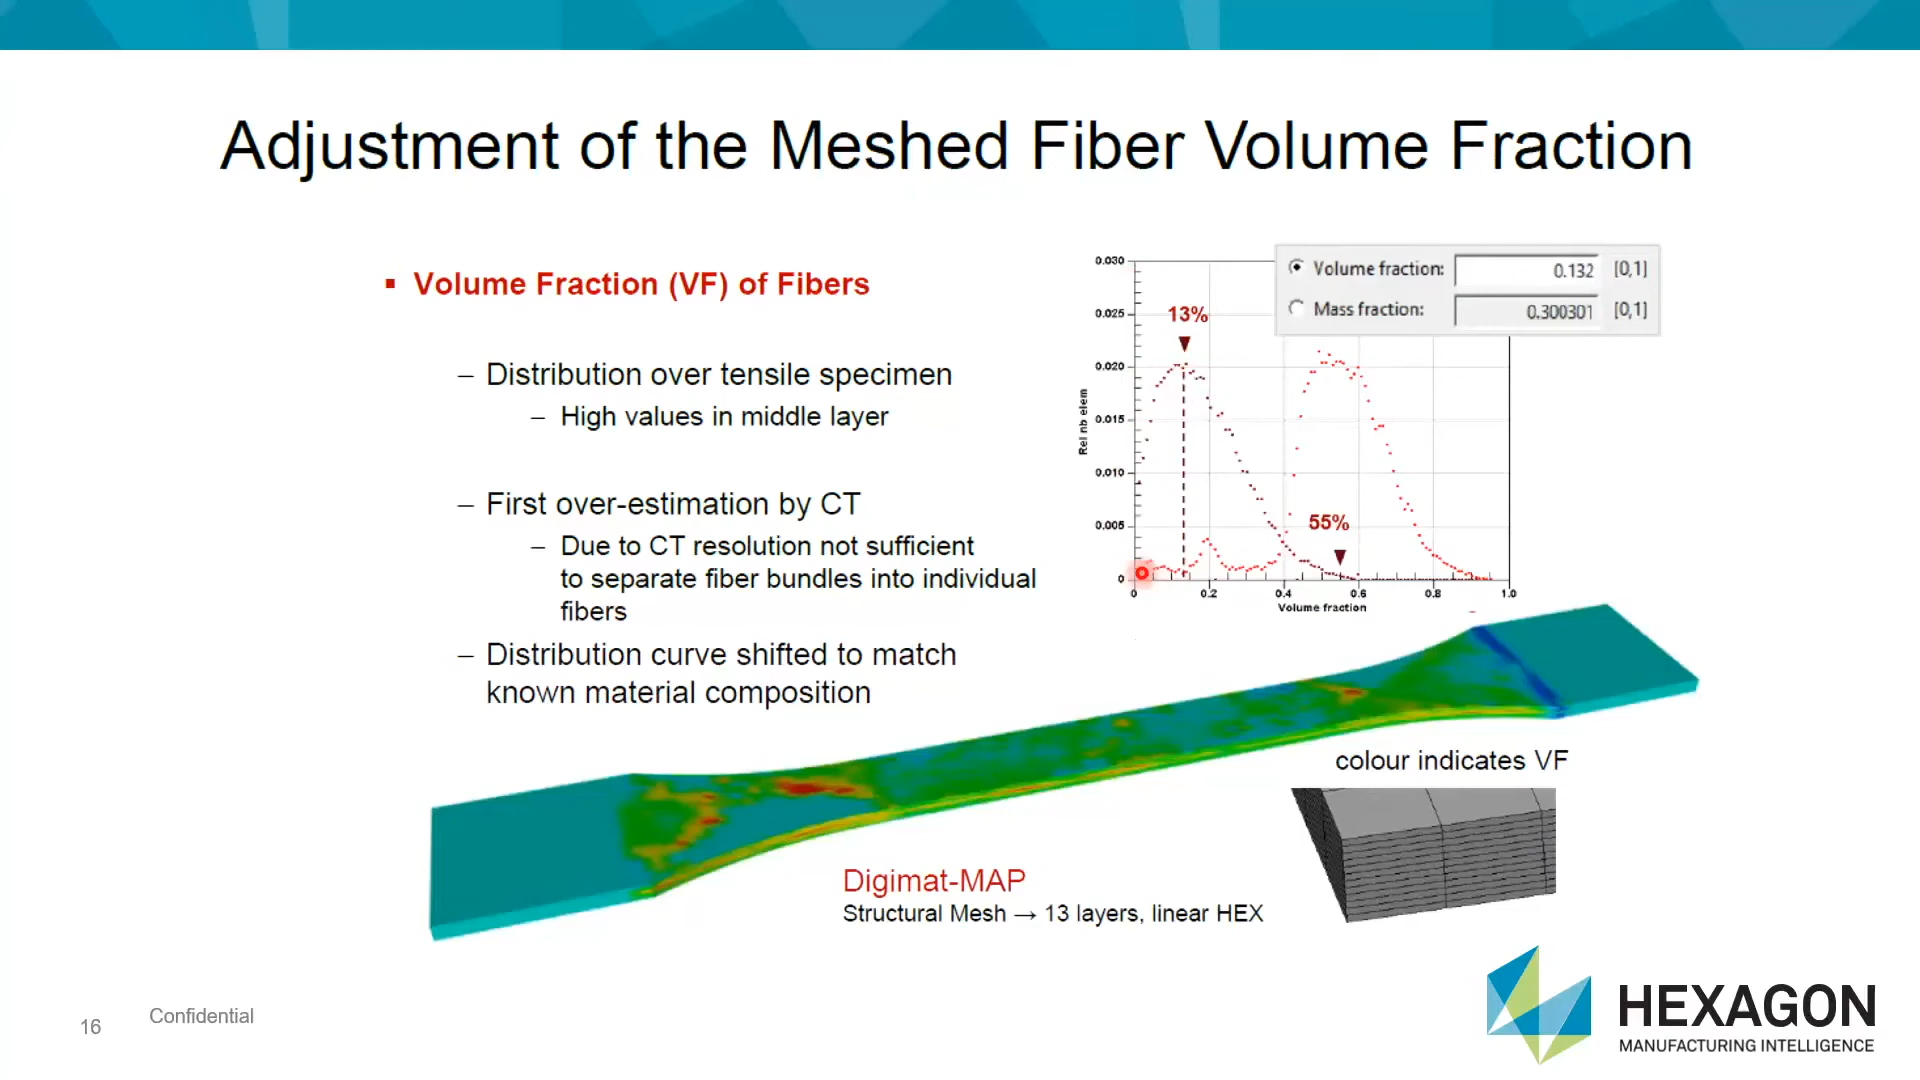 Adjustment of the Meshed Fiber Volume Fraction
▪ Volume Fraction (VF) of Fibers
– Distribution over tensile specimen
– High values in middle layer
– First over-estimation by CT
– Due to CT resolution not sufficient
to separate fiber bundles into individual
fibers
– Distribution curve shifted to match
known material composition
Volume fraction: 0.132 [0,1]
Mass fraction: 0.300301 [0,1]
0.030
0.025
0.020
0.015
0.010
0.005
0
Rel nb elem
13%
55%
0 0.2 0.4 0.6 0.8 1.0
Volume fraction
colour indicates VF
Digimat-MAP
Structural Mesh → 13 layers, linear HEX
16
Confidential
HEXAGON
MANUFACTURING INTELLIGENCE